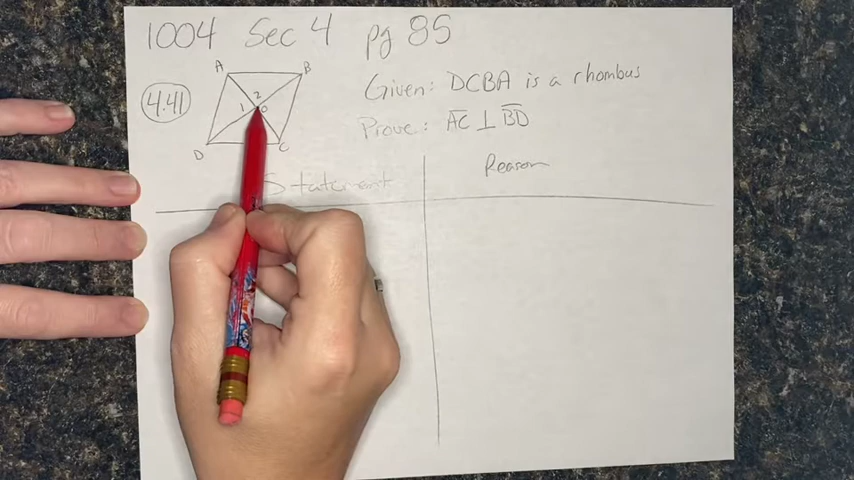 1004 Sec 4 pg 85
4.41
A
B
2
1
O
D
C
Given: DCBA is a rhombus
Prove: AC ⊥ BD
Statement
Reason